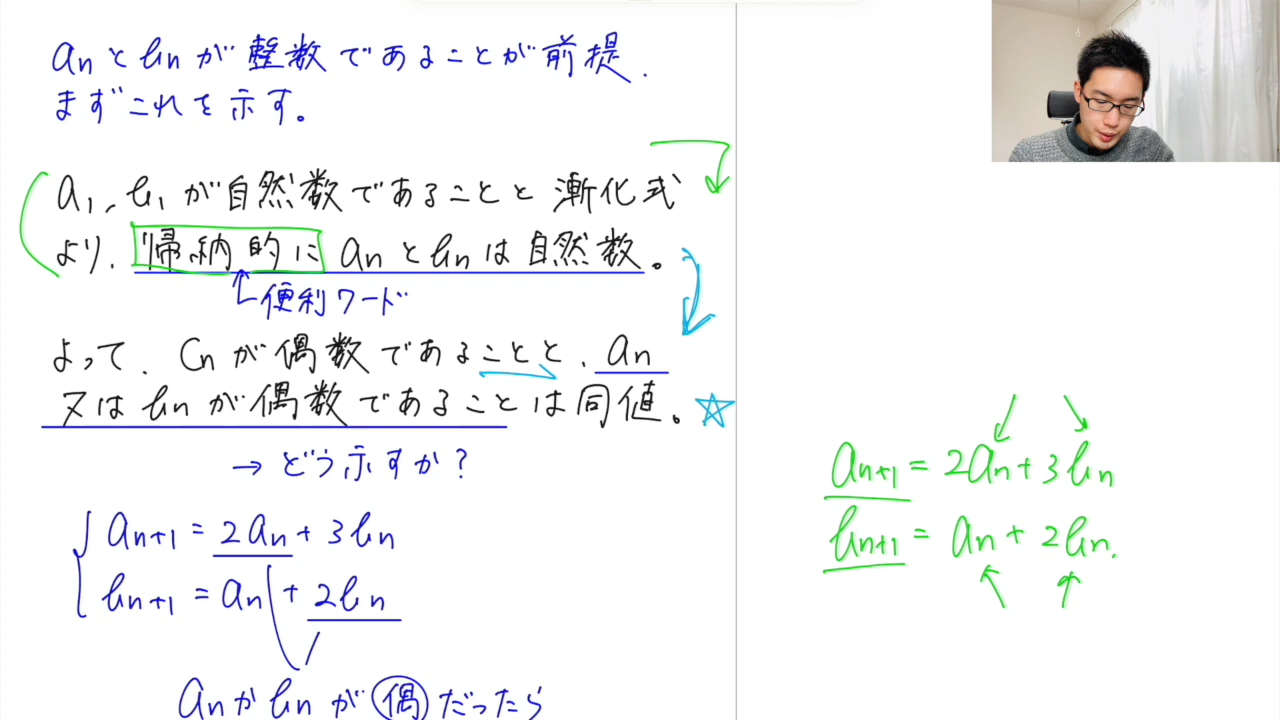 anとbnが整数であることが前提.
まずこれを示す。
a1, b1が自然数であることと漸化式
より、帰納的にanとbnは自然数。
便利ワード
よって、Cnが偶数であることと、an
又はbnが偶数であることは同値。☆
→どう示すか?
an+1 = 2an + 3bn
bn+1 = an + 2bn
anかbnが偶だったら
an+1 = 2an + 3bn
bn+1 = an + 2bn.